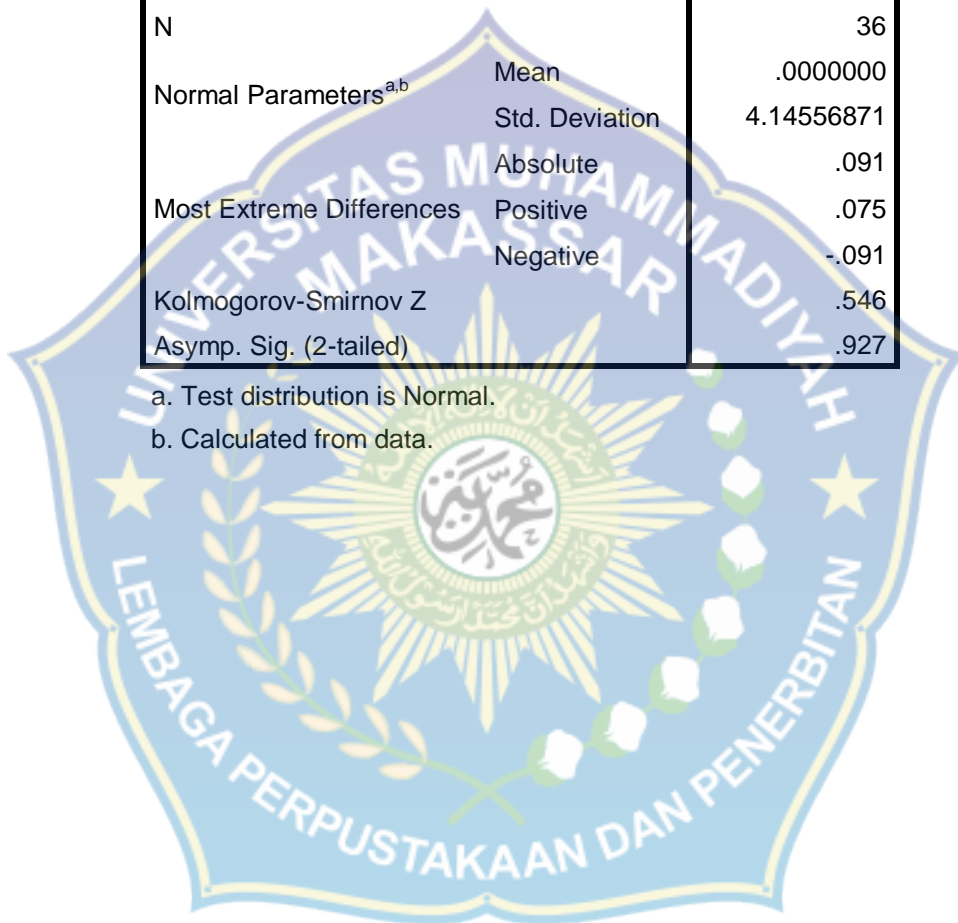 N 36
Normal Parameters a,b Mean .0000000
Std. Deviation 4.14556871
Most Extreme Differences Absolute .091
Positive .075
Negative -.091
Kolmogorov-Smirnov Z .546
Asymp. Sig. (2-tailed) .927
a. Test distribution is Normal.
b. Calculated from data.
UNIVERSITAS MUHAMMADIYAH
MAKASSAR
محمدية
LEMBAGA PERPUSTAKAAN DAN PENERBITAN